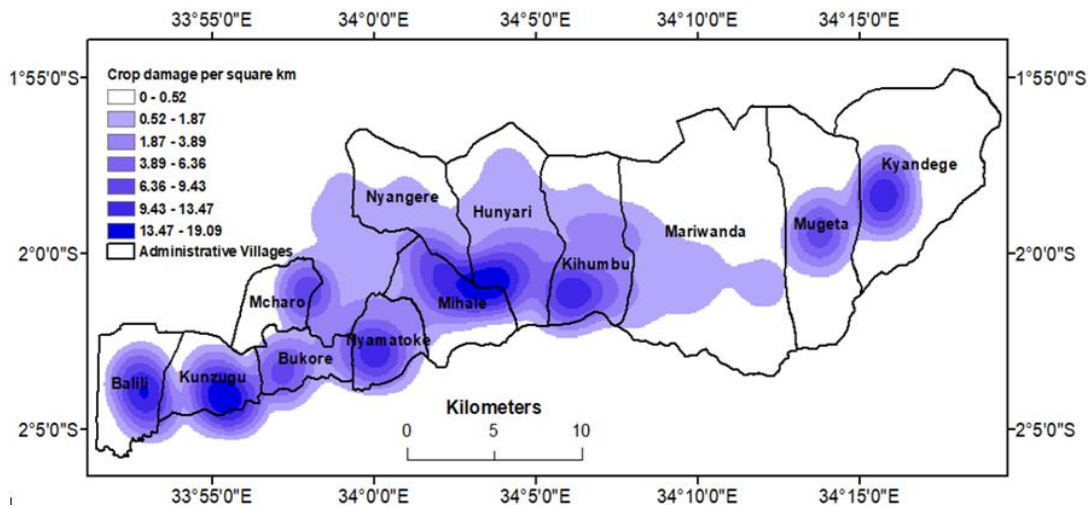 33°55'0"E 34°0'0"E 34°5'0"E 34°10'0"E 34°15'0"E
1°55'0"S 1°55'0"S
Crop damage per square km
0 - 0.52
0.52 - 1.87
1.87 - 3.89
3.89 - 6.36
6.36 - 9.43
9.43 - 13.47
13.47 - 19.09
Administrative Villages
Kyandege
Nyangere
Hunyari
Mugeta
Mariwanda
2°0'0"S 2°0'0"S
Kihumbu
Mcharo
Mihale
Nyamatoke
Bukore
Balili
Kunzugu
Kilometers
2°5'0"S 2°5'0"S
0 5 10
33°55'0"E 34°0'0"E 34°5'0"E 34°10'0"E 34°15'0"E